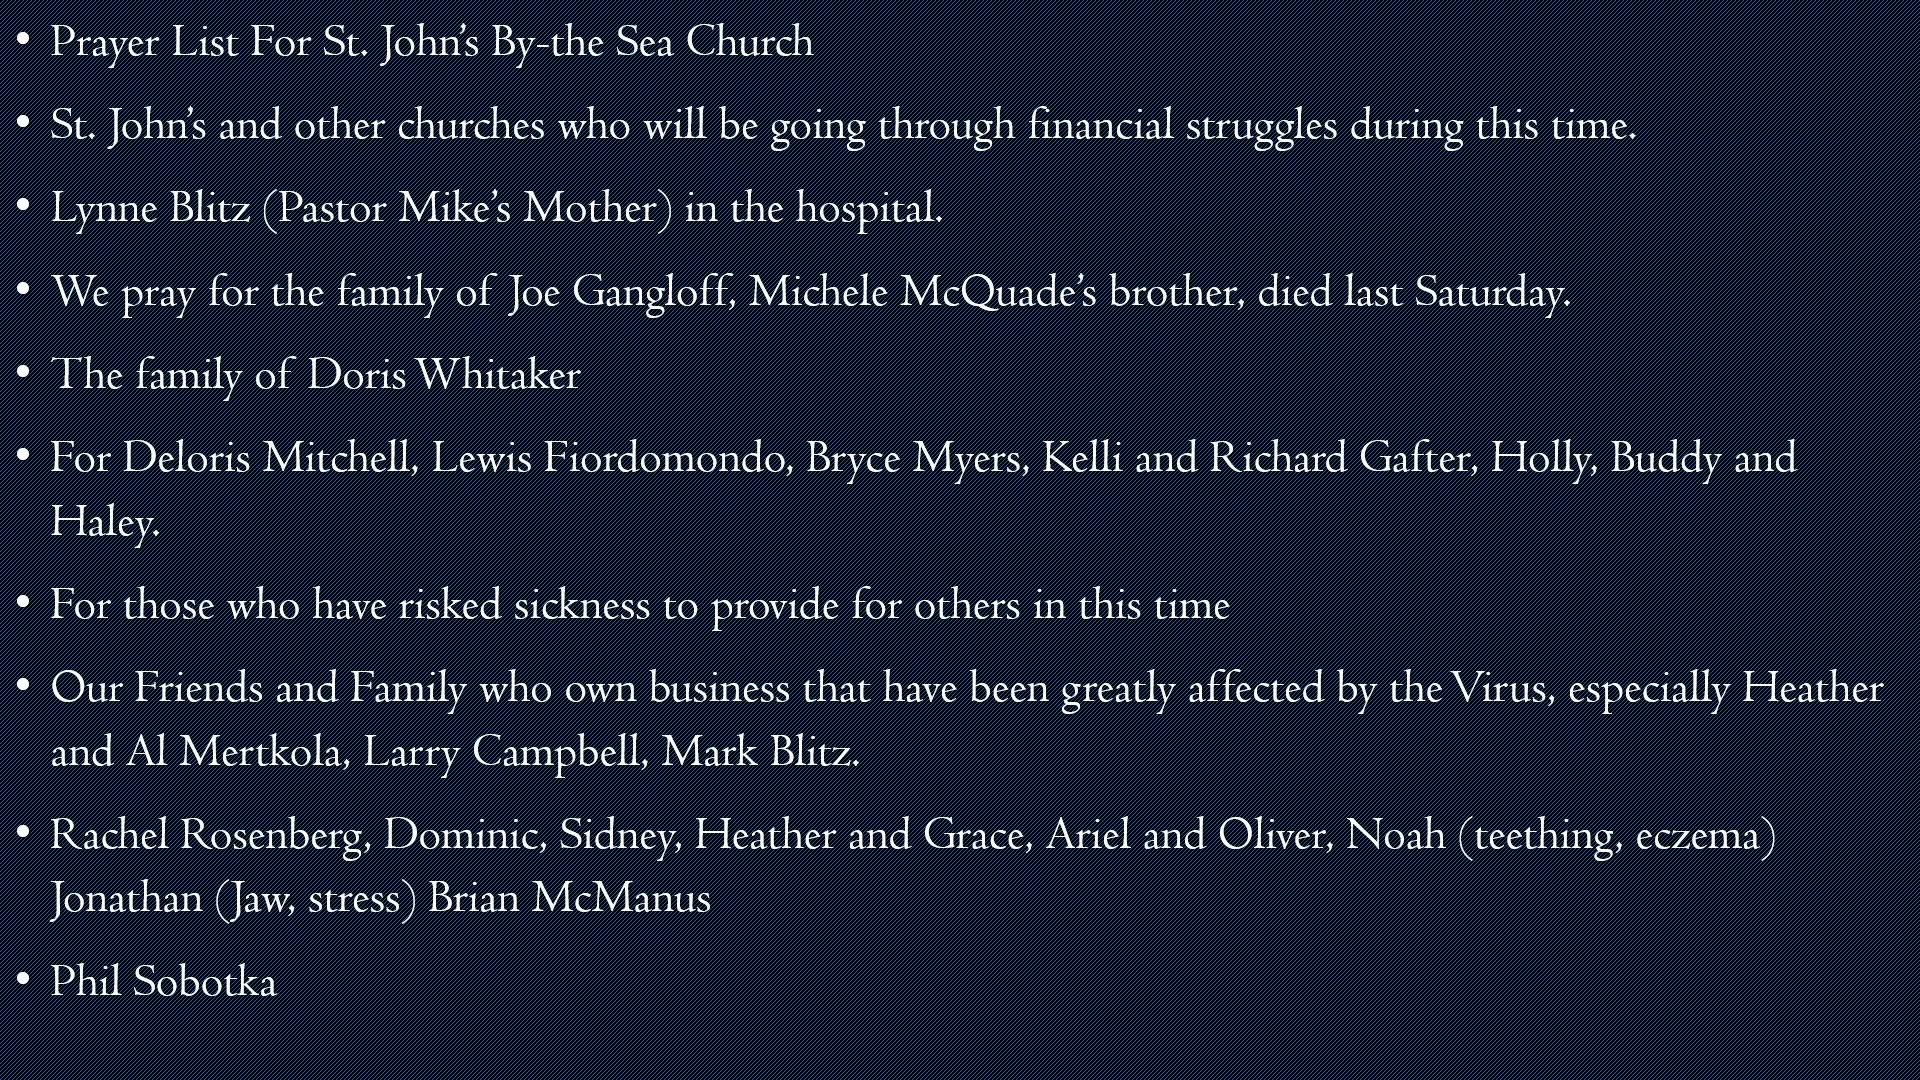 • Prayer List For St. John’s By-the Sea Church
• St. John’s and other churches who will be going through financial struggles during this time.
• Lynne Blitz (Pastor Mike’s Mother) in the hospital.
• We pray for the family of Joe Gangloff, Michele McQuade’s brother, died last Saturday.
• The family of Doris Whitaker
• For Deloris Mitchell, Lewis Fiordomondo, Bryce Myers, Kelli and Richard Gafter, Holly, Buddy and
Haley.
• For those who have risked sickness to provide for others in this time
• Our Friends and Family who own business that have been greatly affected by the Virus, especially Heather
and Al Mertkola, Larry Campbell, Mark Blitz.
• Rachel Rosenberg, Dominic, Sidney, Heather and Grace, Ariel and Oliver, Noah (teething, eczema)
Jonathan (Jaw, stress) Brian McManus
• Phil Sobotka